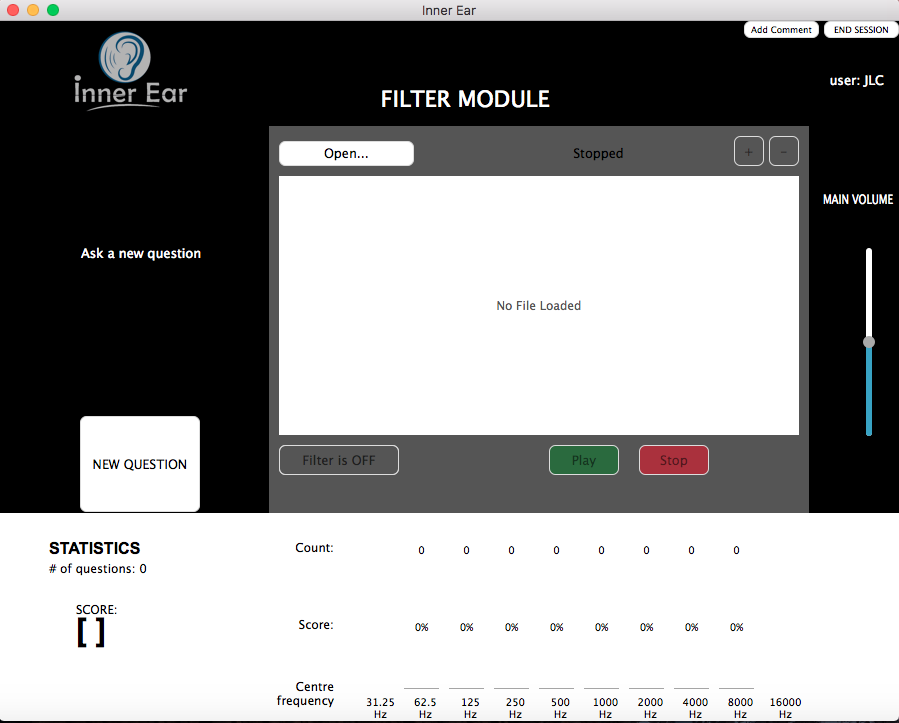 Inner Ear
Add Comment
END SESSION
Inner Ear
user: JLC
FILTER MODULE
Open...
Stopped
+
-
MAIN VOLUME
Ask a new question
No File Loaded
NEW QUESTION
Filter is OFF
Play
Stop
STATISTICS
# of questions: 0
SCORE:
[ ]
Count: 0 0 0 0 0 0 0 0
Score: 0% 0% 0% 0% 0% 0% 0% 0%
Centre
frequency
31.25 62.5 125 250 500 1000 2000 4000 8000 16000
Hz Hz Hz Hz Hz Hz Hz Hz Hz Hz